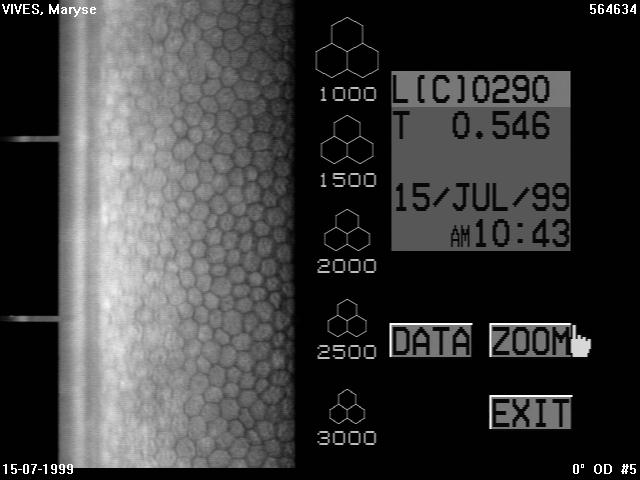 VIVES, Maryse
564634
1000
1500
2000
2500
3000
L[C]0290
T 0.546
15/JUL/99
AM10:43
DATA ZOOM
EXIT
15-07-1999
0° OD #5